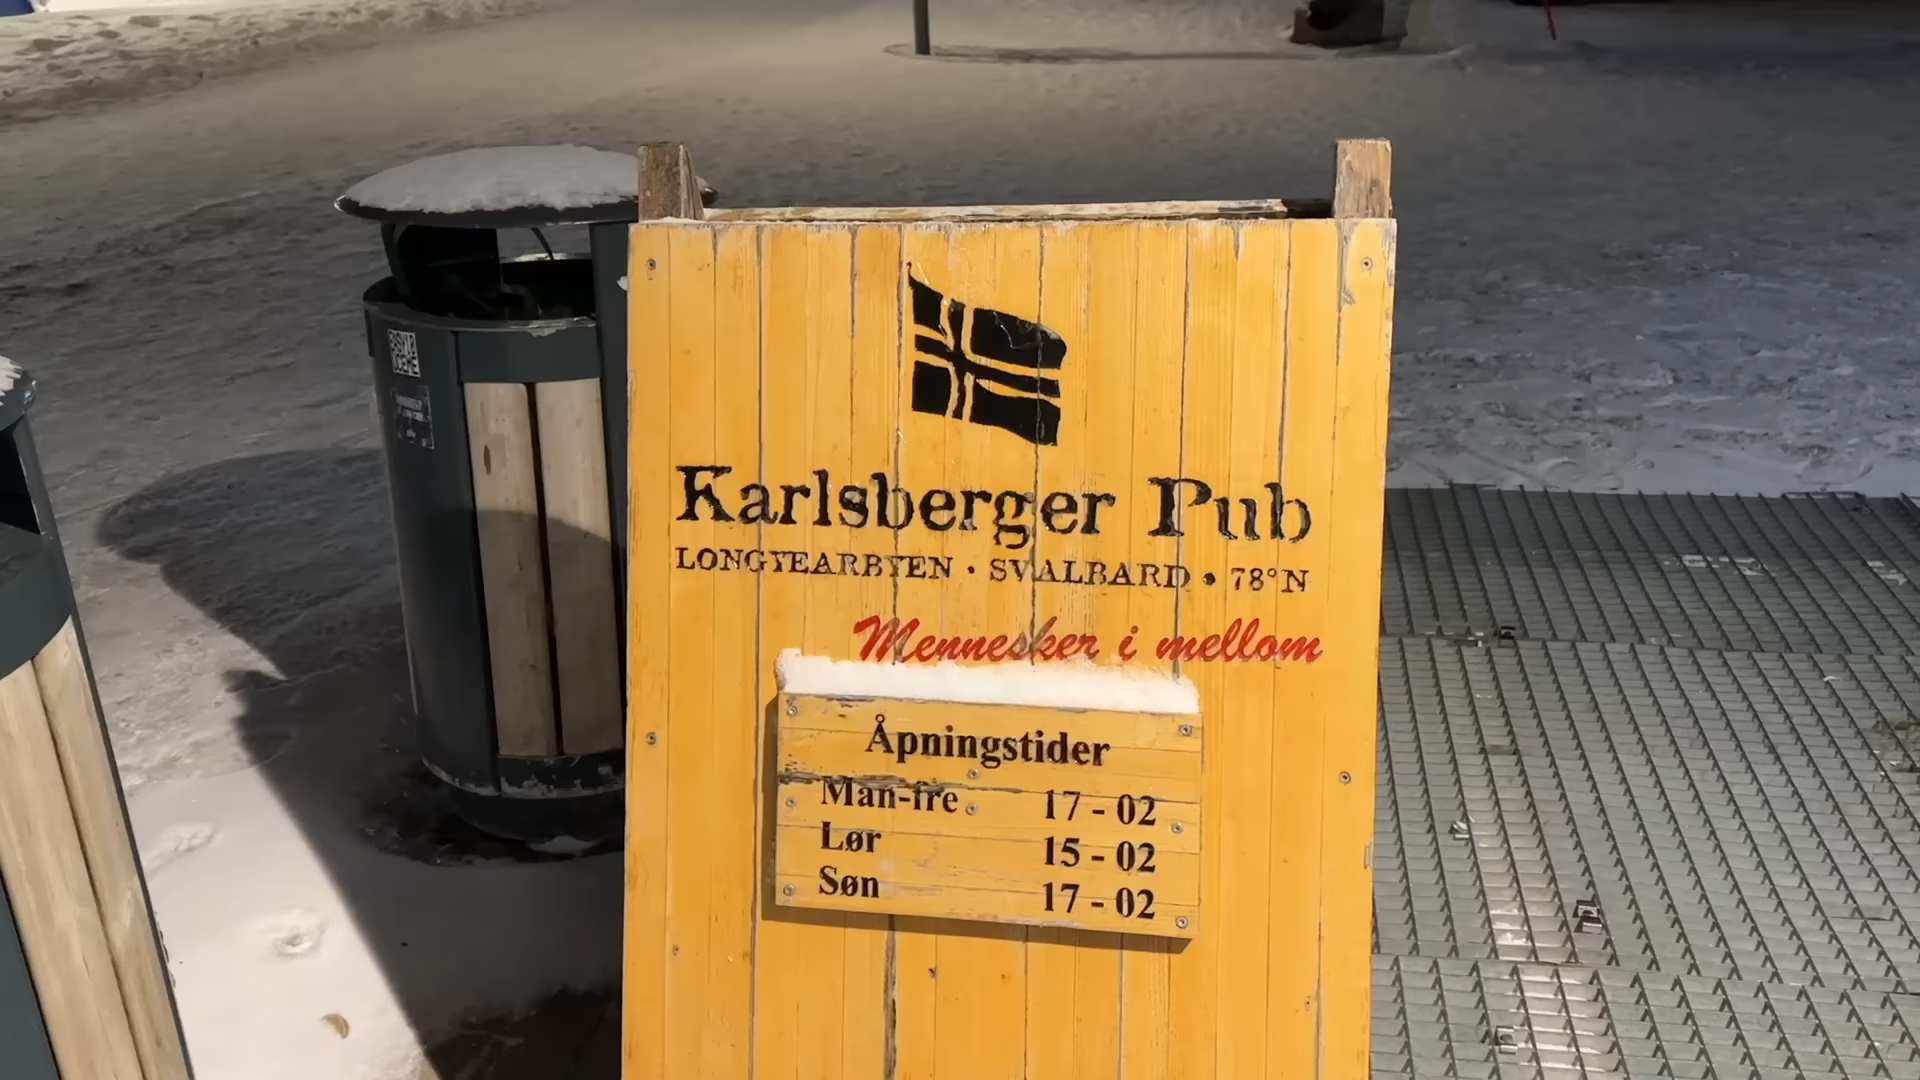 Karlsberger Pub
LONGYEARBYEN • SVALBARD • 78°N
Mennesker i mellom
Åpningstider
Man-fre 17 - 02
Lør 15 - 02
Søn 17 - 02